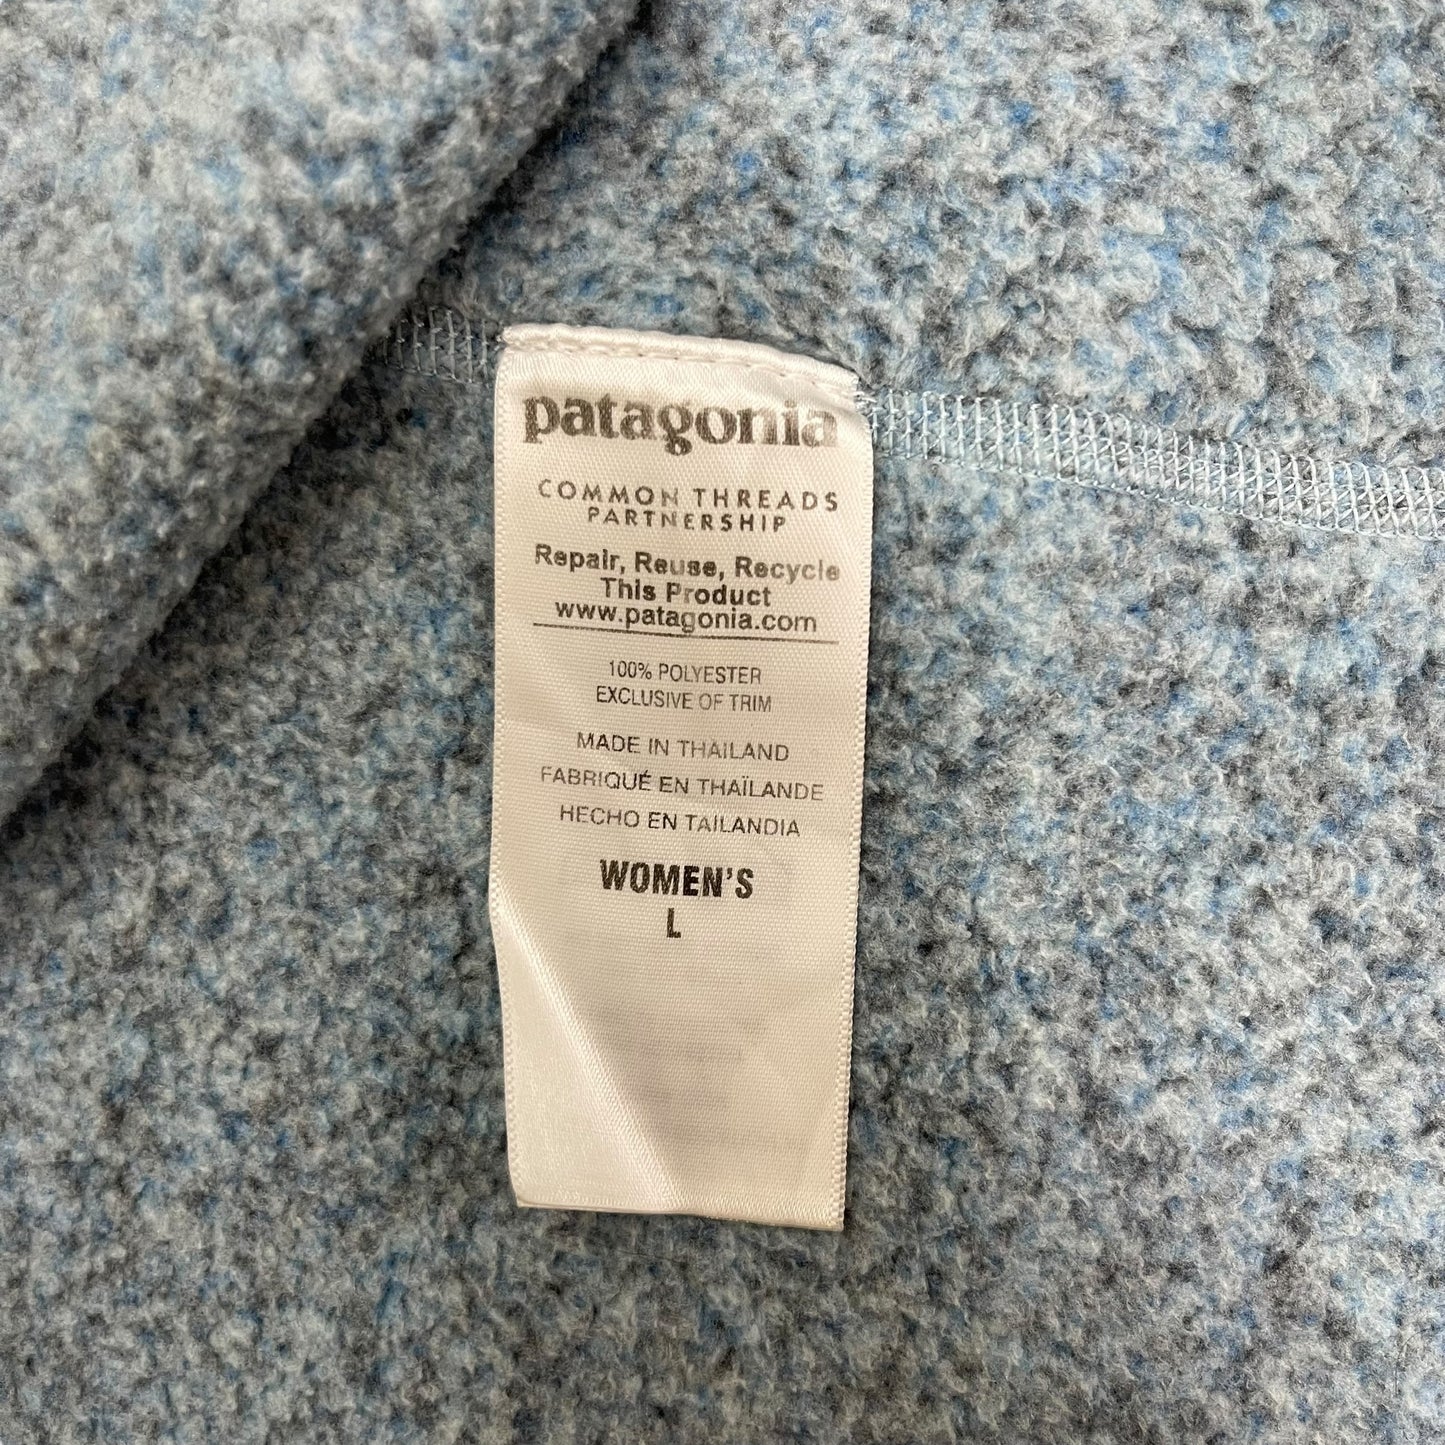 patagonia
COMMON THREADS
PARTNERSHIP
Repair, Reuse, Recycle
This Product
www.patagonia.com
100% POLYESTER
EXCLUSIVE OF TRIM
MADE IN THAILAND
FABRIQUÉ EN THAÏLANDE
HECHO EN TAILANDIA
WOMEN'S
L